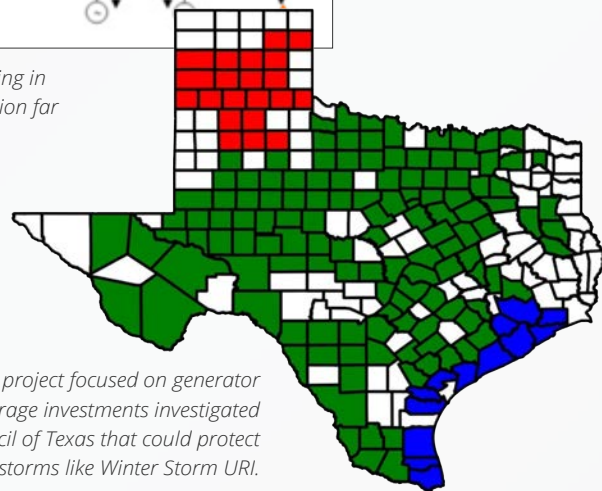 ing in
ion far
project focused on generator
rage investments investigated
cil of Texas that could protect
storms like Winter Storm URI.